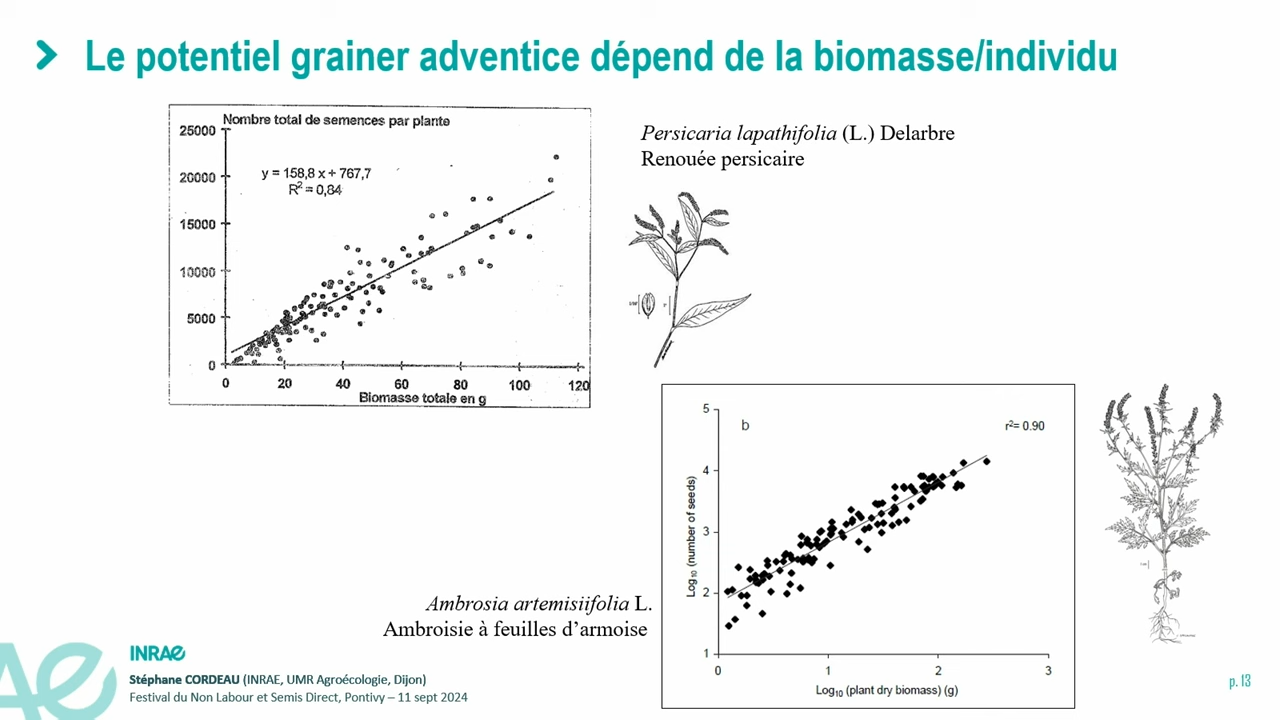 Le potentiel grainer adventice dépend de la biomasse/individu
Nombre total de semences par plante
25000
20000
15000
10000
5000
0
y = 158,8 x + 767,7
R² = 0,84
0 20 40 60 80 100 120
Biomasse totale en g
Persicaria lapathifolia (L.) Delarbre
Renouée persicaire
b
r²= 0.90
5
4
3
2
1
Log₁₀ (number of seeds)
0 1 2 3
Log₁₀ (plant dry biomass) (g)
Ambrosia artemisiifolia L.
Ambroisie à feuilles d’armoise
INRAE
Stéphane CORDEAU (INRAE, UMR Agroécologie, Dijon)
Festival du Non Labour et Semis Direct, Pontivy – 11 sept 2024
p. 13